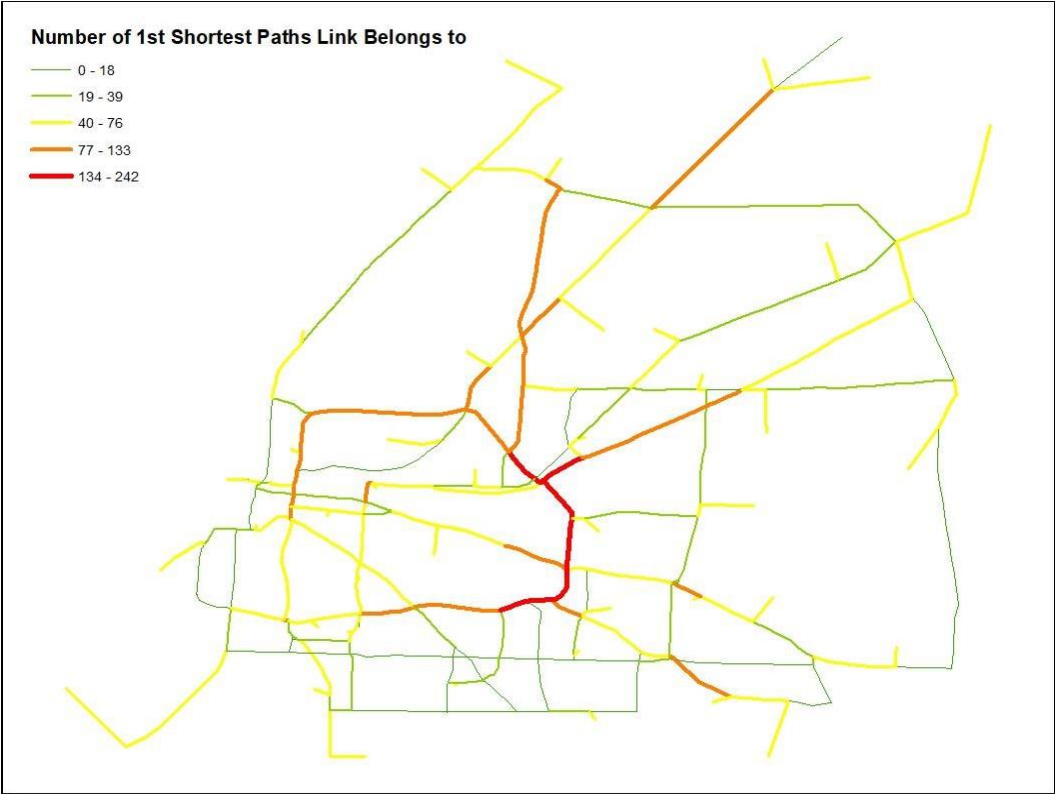 Number of 1st Shortest Paths Link Belongs to
0 - 18
19 - 39
40 - 76
77 - 133
134 - 242